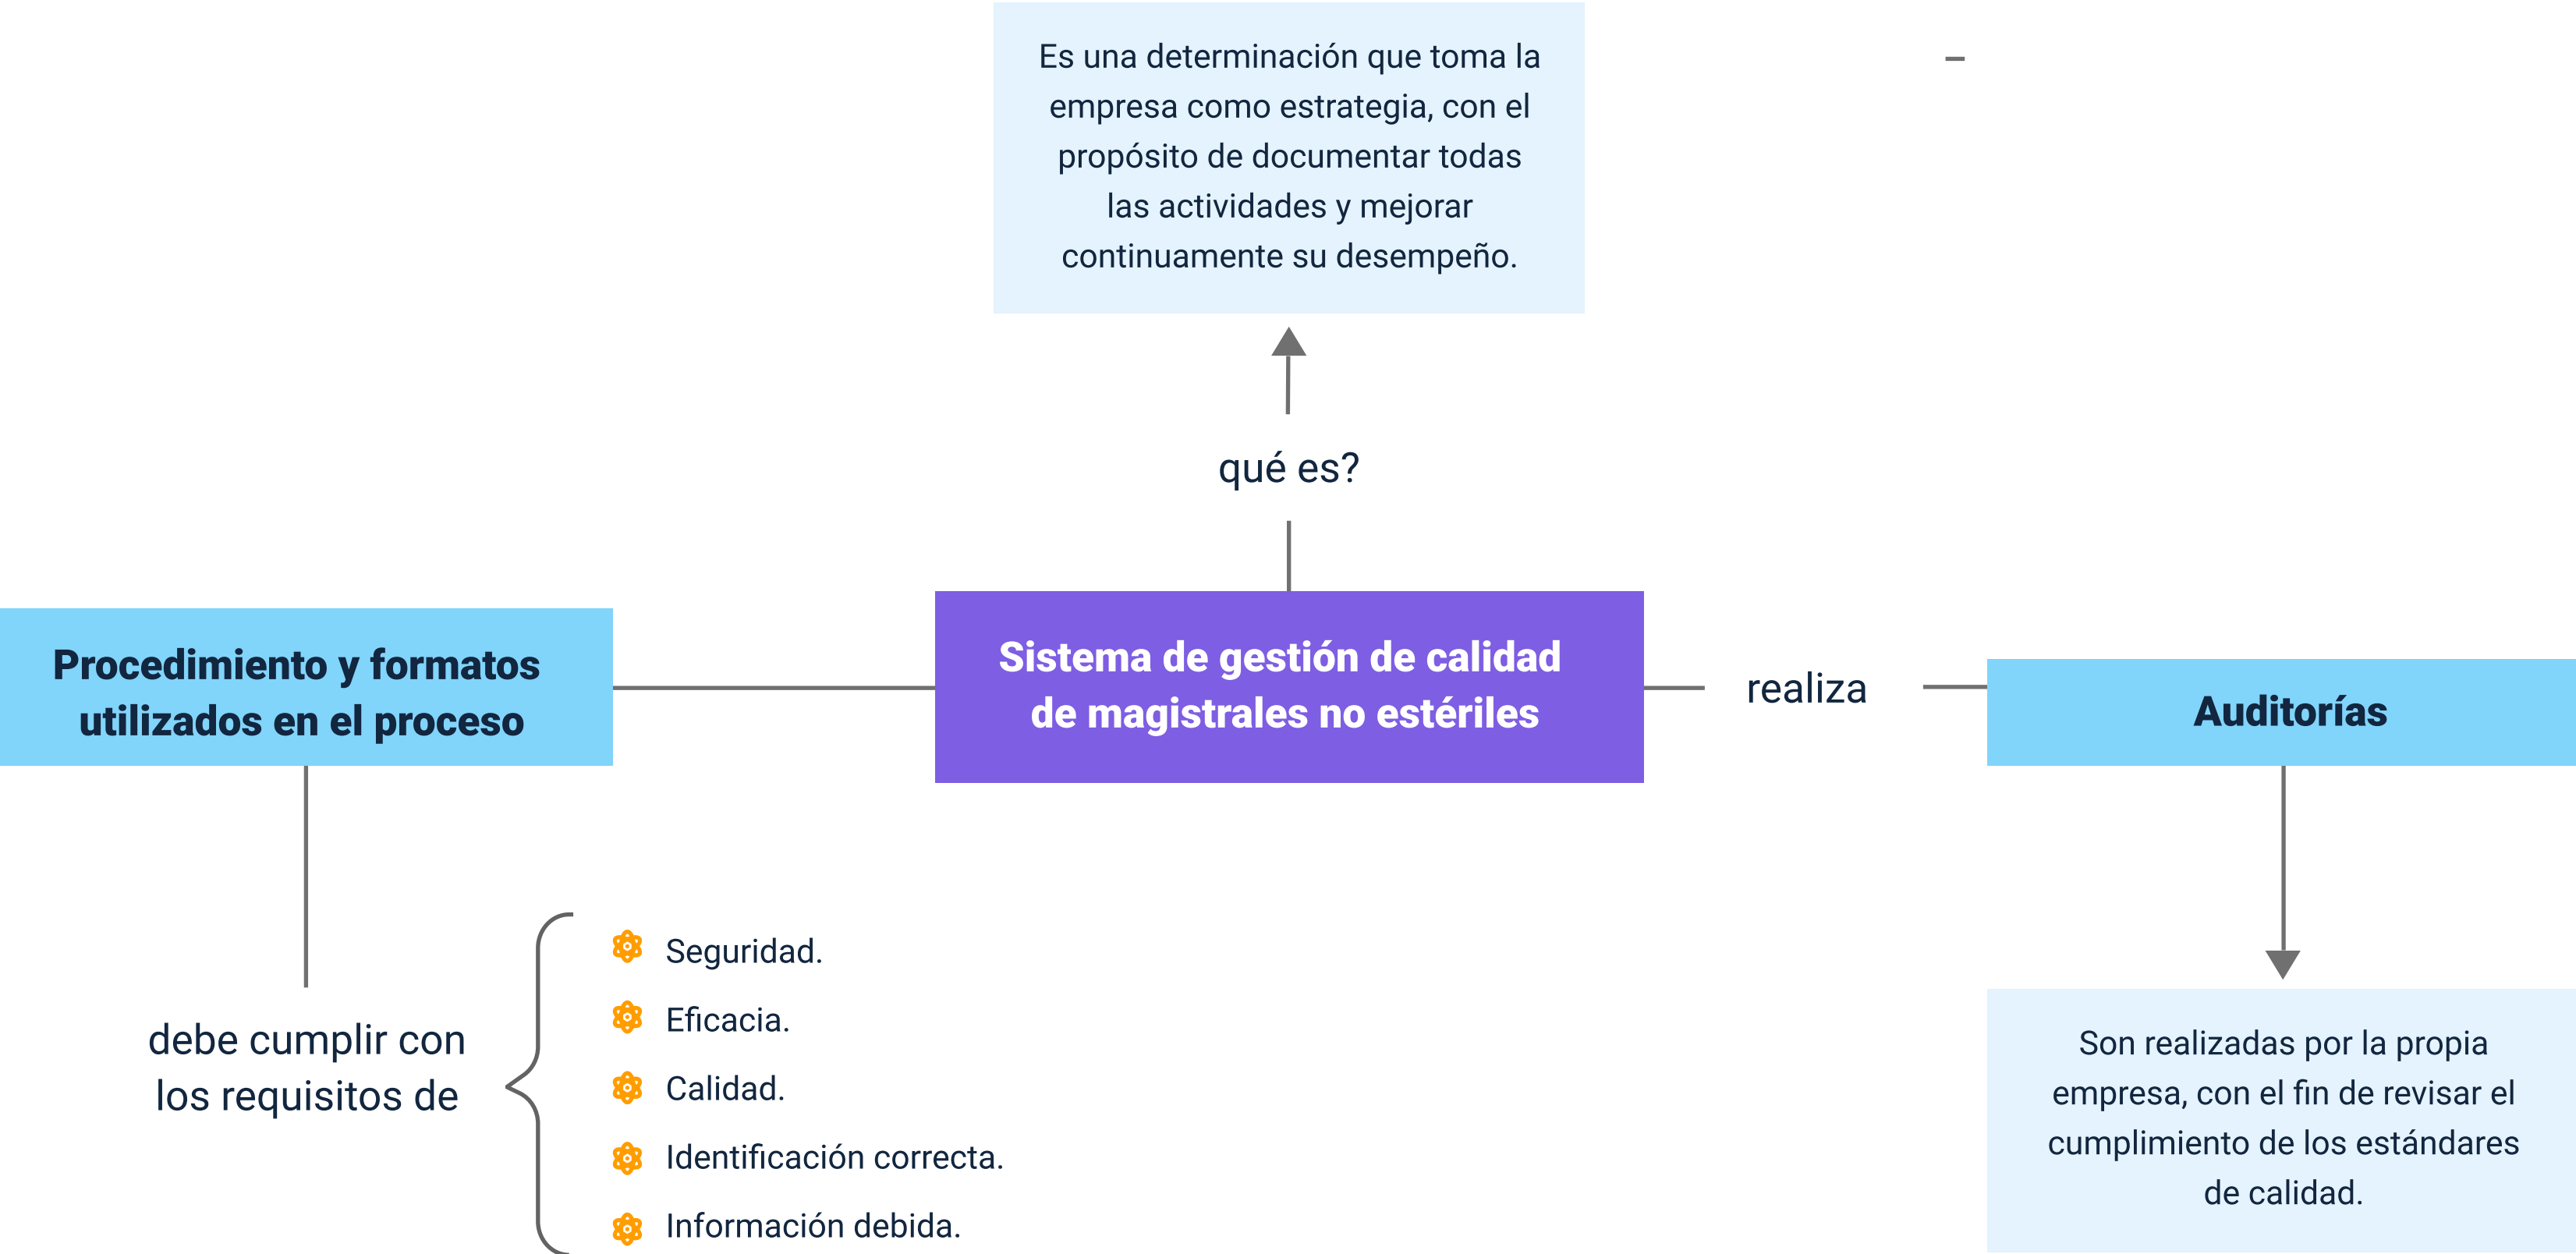 Es una determinación que toma la
empresa como estrategia, con el
propósito de documentar todas
las actividades y mejorar
continuamente su desempeño.
qué es?
Procedimiento y formatos
utilizados en el proceso
Sistema de gestión de calidad
de magistrales no estériles
realiza
Auditorías
debe cumplir con
los requisitos de
Seguridad.
Eficacia.
Calidad.
Identificación correcta.
Información debida.
Son realizadas por la propia
empresa, con el fin de revisar el
cumplimiento de los estándares
de calidad.